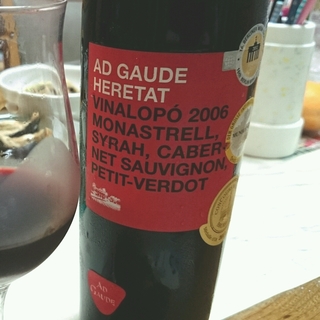 AD GAUDE
HERETAT
VINALOPÓ 2006
MONASTRELL,
SYRAH, CABER-
NET SAUVIGNON,
PETIT-VERDOT
AD
GAUDE